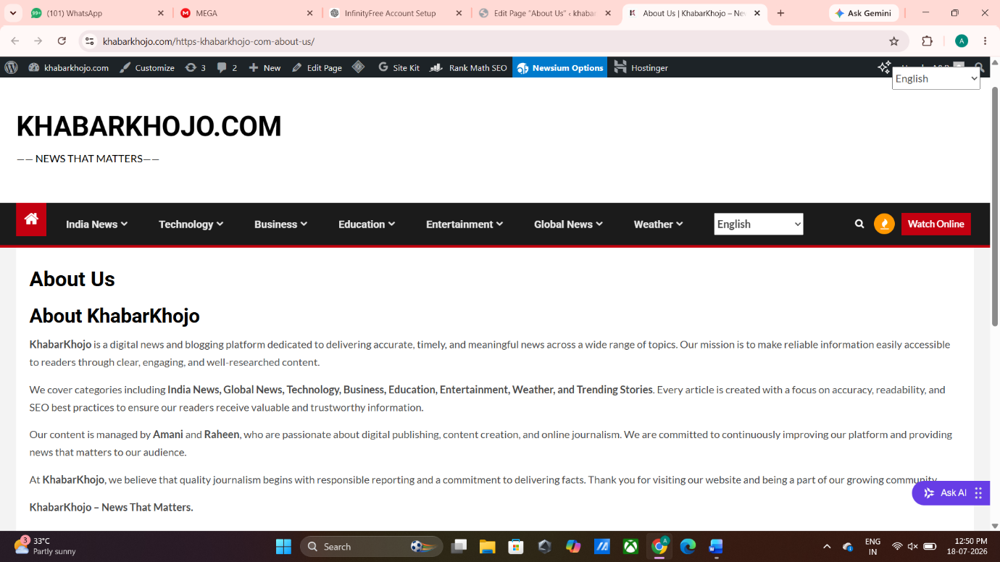 (101) WhatsApp
MEGA
InfinityFree Account Setup
Edit Page "About Us" ‹ khabar
About Us | KhabarKhojo – Ne
Ask Gemini
khabarkhojo.com/https-khabarkhojo-com-about-us/
A
khabarkhojo.com
Customize
3
2
New
Edit Page
Site Kit
Rank Math SEO
Newsium Options
Hostinger
English
KHABARKHOJO.COM
—— NEWS THAT MATTERS——
India News
Technology
Business
Education
Entertainment
Global News
Weather
English
Watch Online
About Us
About KhabarKhojo
KhabarKhojo is a digital news and blogging platform dedicated to delivering accurate, timely, and meaningful news across a wide range of topics. Our mission is to make reliable information easily accessible
to readers through clear, engaging, and well-researched content.
We cover categories including India News, Global News, Technology, Business, Education, Entertainment, Weather, and Trending Stories. Every article is created with a focus on accuracy, readability, and
SEO best practices to ensure our readers receive valuable and trustworthy information.
Our content is managed by Amani and Raheen, who are passionate about digital publishing, content creation, and online journalism. We are committed to continuously improving our platform and providing
news that matters to our audience.
At KhabarKhojo, we believe that quality journalism begins with responsible reporting and a commitment to delivering facts. Thank you for visiting our website and being a part of our growing community.
Ask AI
KhabarKhojo – News That Matters.
3
33°C
Partly sunny
Search
A
ENG
IN
12:50 PM
18-07-2026